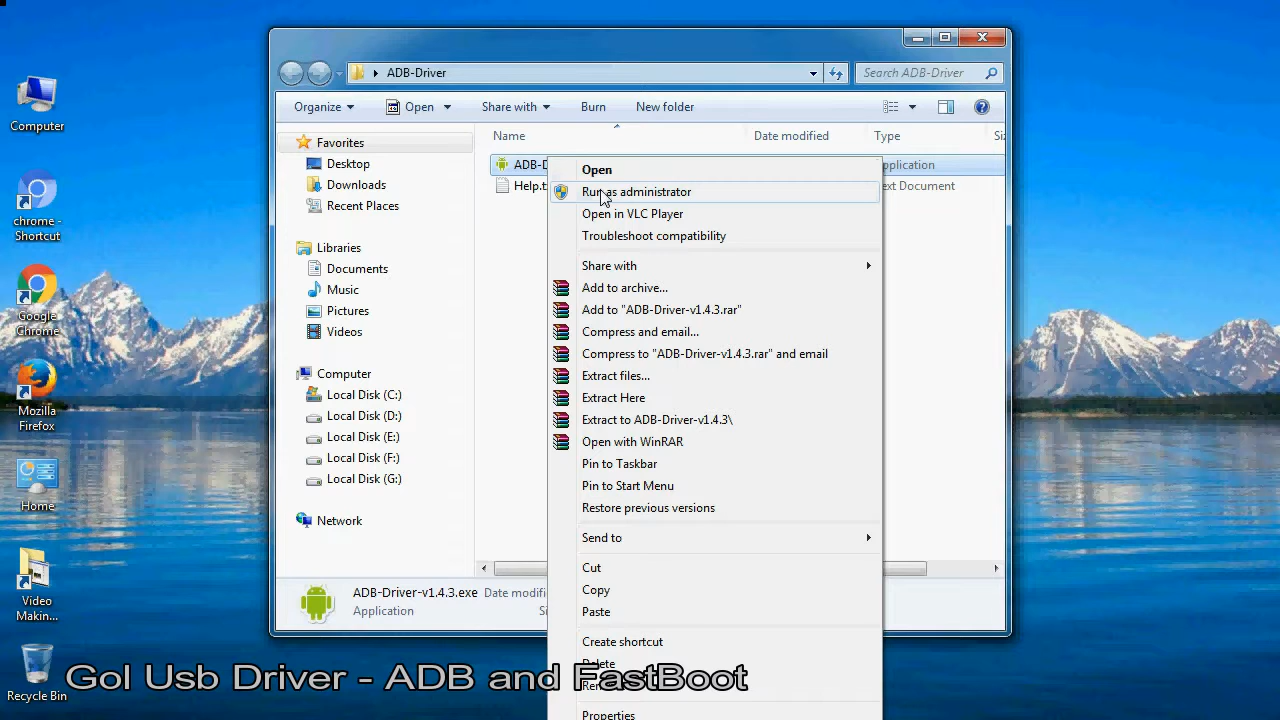 ADB-Driver
Search ADB-Driver
Organize
Open
Share with
Burn
New folder
Name
Date modified
Type
Favorites
Desktop
Downloads
Recent Places
Libraries
Documents
Music
Pictures
Videos
Computer
Local Disk (C:)
Local Disk (D:)
Local Disk (E:)
Local Disk (F:)
Local Disk (G:)
Network
Open
Run as administrator
Open in VLC Player
Troubleshoot compatibility
Share with
Add to archive...
Add to "ADB-Driver-v1.4.3.rar"
Compress and email...
Compress to "ADB-Driver-v1.4.3.rar" and email
Extract files...
Extract Here
Extract to ADB-Driver-v1.4.3\
Open with WinRAR
Pin to Taskbar
Pin to Start Menu
Restore previous versions
Send to
Cut
Copy
Paste
Create shortcut
Delete
Properties
ADB-Driver-v1.4.3.exe
Application
Computer
chrome - Shortcut
Google Chrome
Mozilla Firefox
Home
Video Makin...
Recycle Bin
Gol Usb Driver - ADB and FastBoot